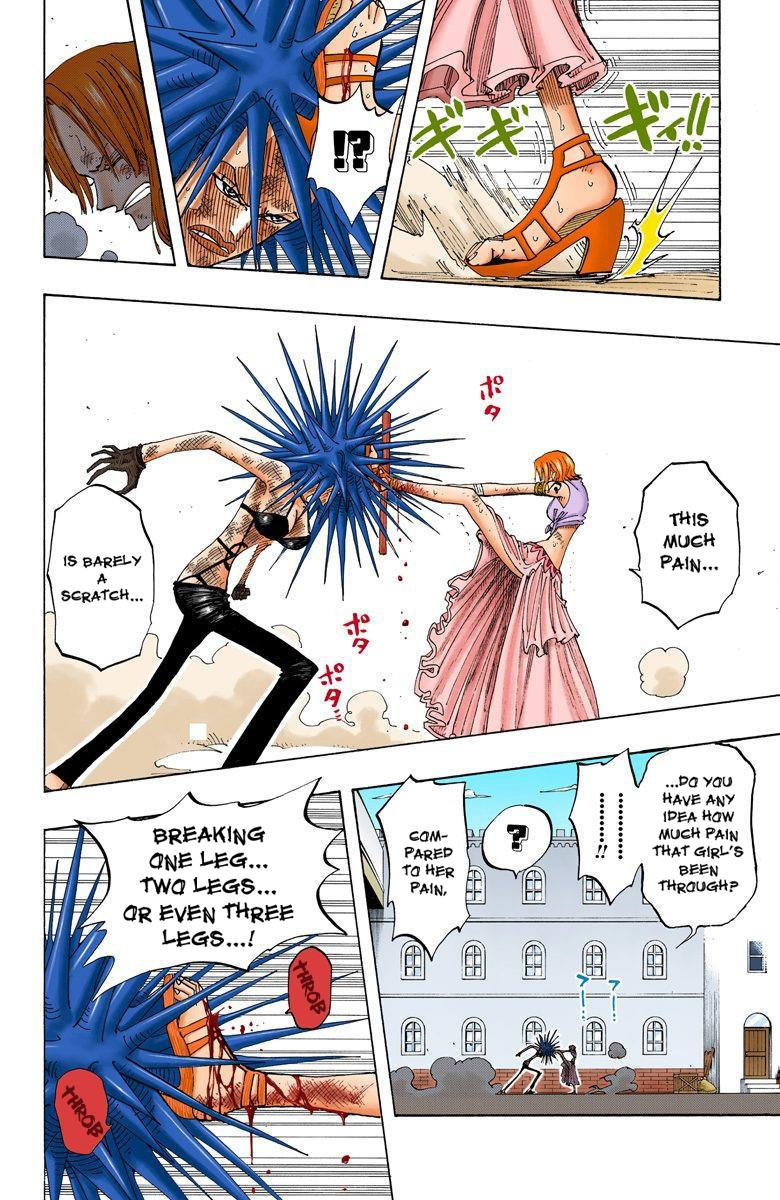 ギギギィ!!
!?
THIS
MUCH
PAIN...
ポタ
IS BARELY
A
SCRATCH...
ポタ
ポタ
...DO YOU
HAVE ANY
IDEA HOW
MUCH PAIN
THAT GIRL'S
BEEN
THROUGH?
......!!
?
COM-
PARED
TO HER
PAIN,
BREAKING
ONE LEG...
TWO LEGS...
OR EVEN THREE
LEGS...!
THROB
THROB